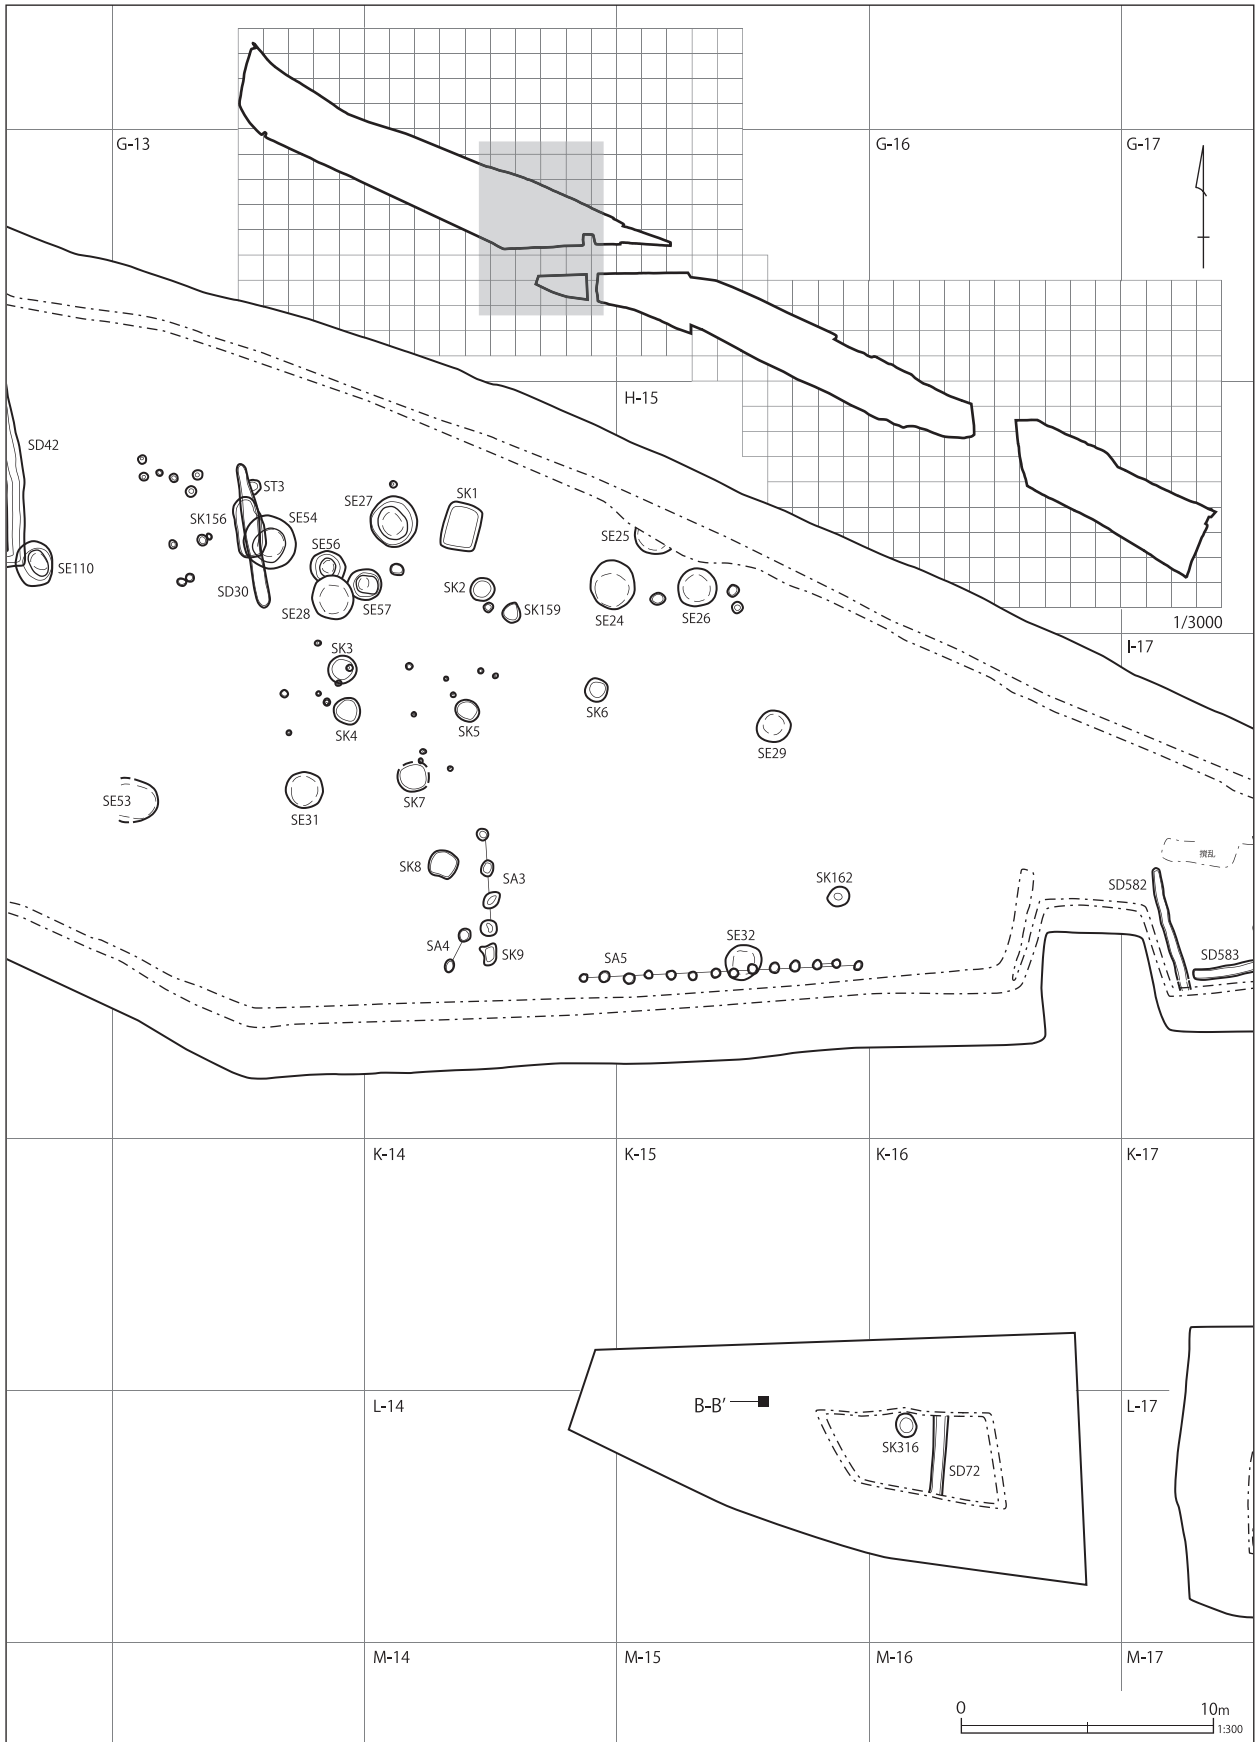 G-13
G-16
G-17
H-15
SD42
ST3
SE27
SK1
SK156
SE54
SE25
SE56
SE110
SD30
SK2
SE28
SE57
SK159
SE24
SE26
1/3000
I-17
SK3
SK6
SK4
SK5
SE29
SE53
SK7
SE31
撹乱
SK8
SA3
SK162
SD582
SA4
SK9
SA5
SE32
SD583
K-14
K-15
K-16
K-17
L-14
B-B'
L-17
SK316
SD72
M-14
M-15
M-16
M-17
0
10m
1:300